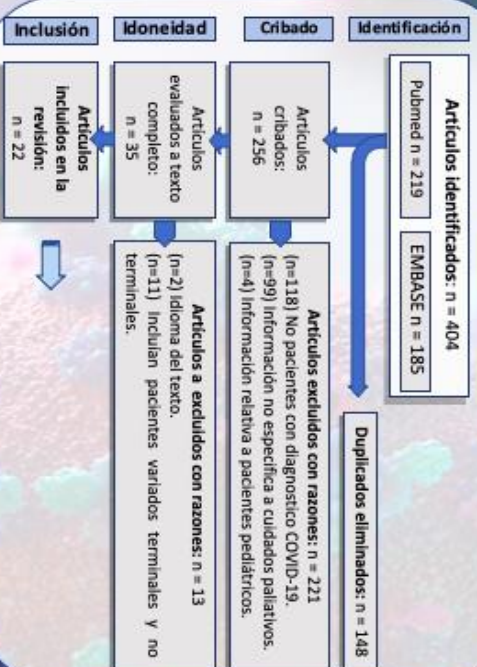 Identificación
Artículos identificados: n = 404
Pubmed n = 219
EMBASE n = 185
Duplicados eliminados: n = 148
Cribado
Artículos
cribados:
n = 256
Artículos excluidos con razones: n = 221
(n=118) No pacientes con diagnostico COVID-19.
(n=99) Información no específica a cuidados paliativos.
(n=4) Información relativa a pacientes pediátricos.
Idoneidad
Artículos
evaluados a texto
completo:
n = 35
Artículos a excluidos con razones: n = 13
(n=2) Idioma del texto.
(n=11) Incluían pacientes variados terminales y no
terminales.
Inclusión
Artículos
incluidos en la
revisión:
n = 22